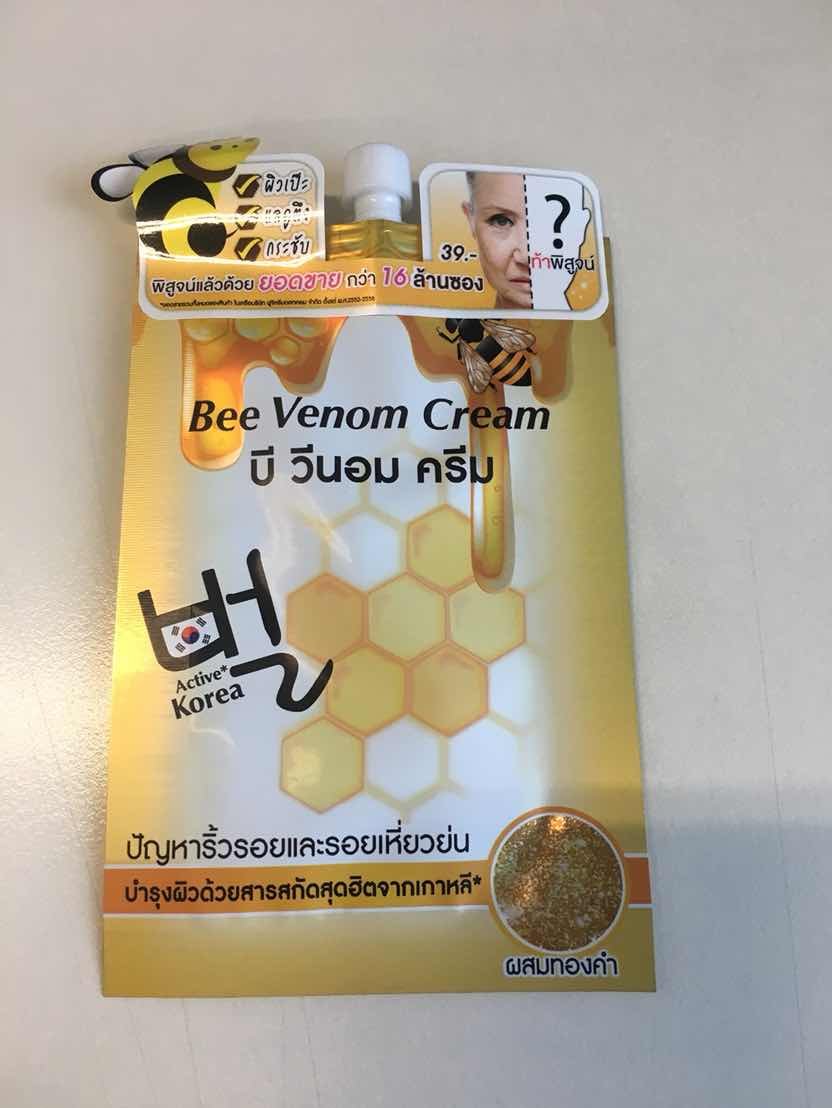 ผิวเป๊ะ
แลดูตึง
กระชับ
39.-
?
ท้าพิสูจน์
พิสูจน์แล้วด้วย ยอดขาย กว่า 16 ล้านซอง
Bee Venom Cream
บี วีนอม ครีม
벌
Active*
Korea
ปัญหาริ้วรอยและรอยเหี่ยวย่น
บำรุงผิวด้วยสารสกัดสุดฮิตจากเกาหลี*
ผสมทองคำ